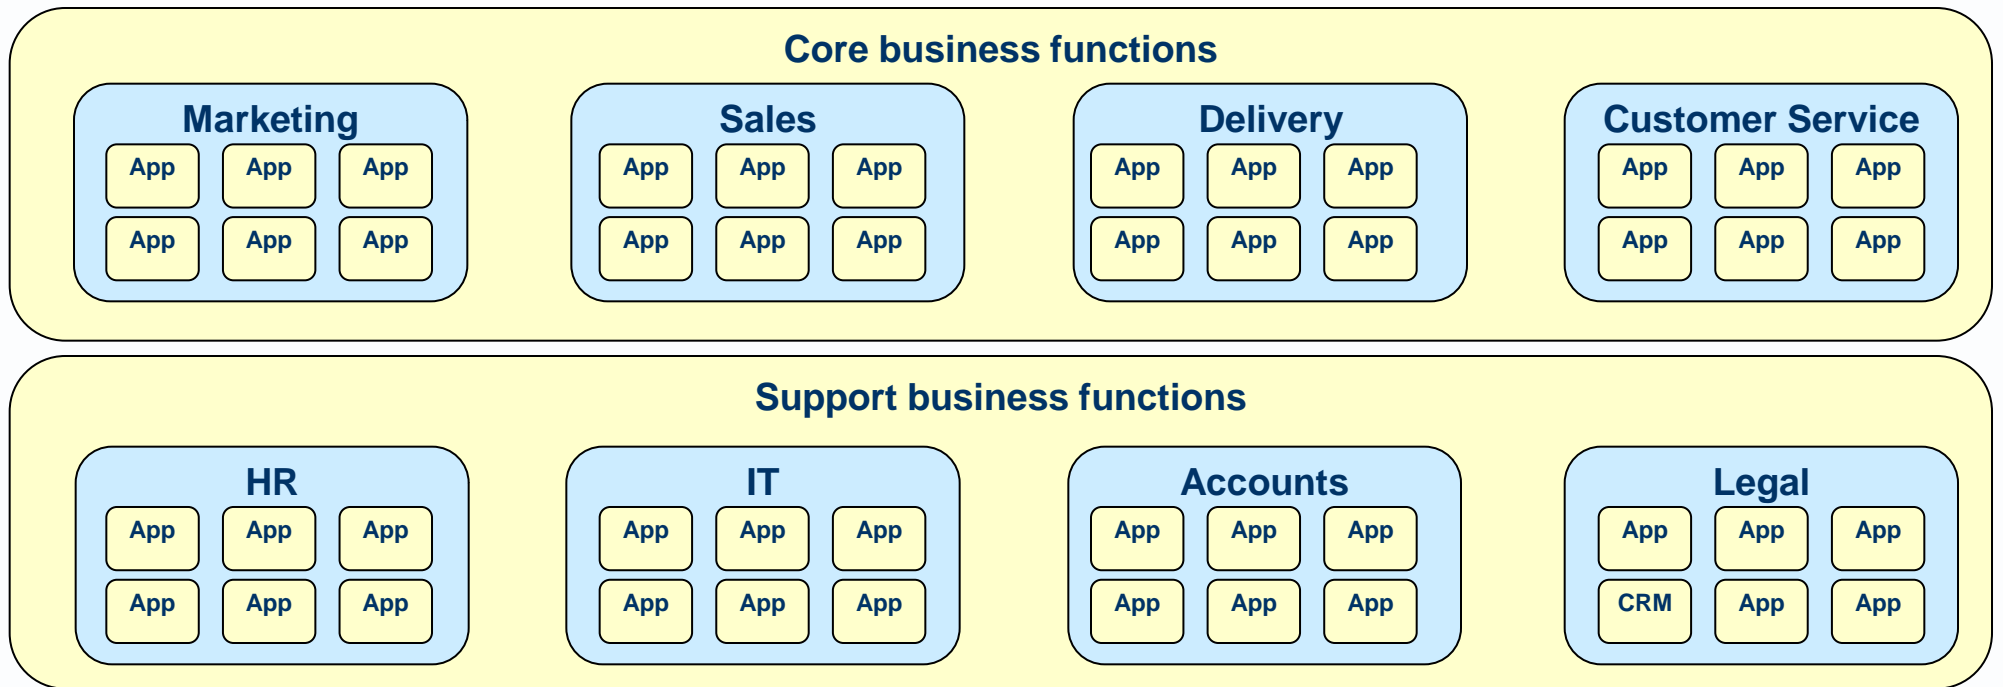 Core business functions
Marketing Sales Delivery Customer Service
App App App App App App App App App App App App
App App App App App App App App App App App App
Support business functions
HR IT Accounts Legal
App App App App App App App App App App App App
App App App App App App App App App CRM App App